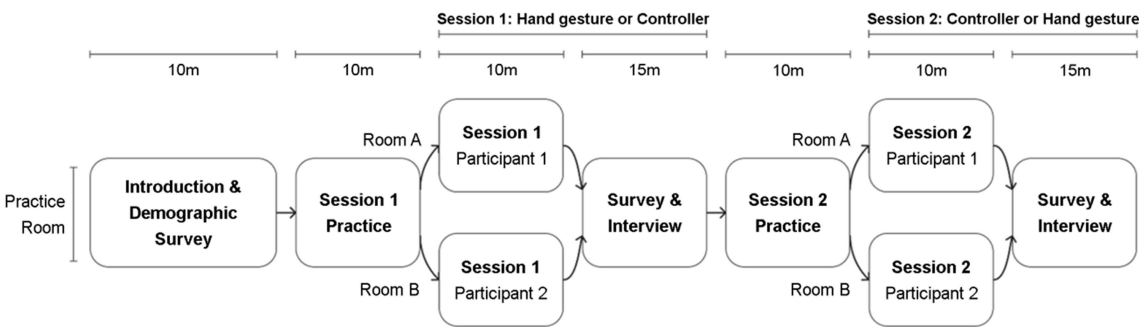 Session 1: Hand gesture or Controller
Session 2: Controller or Hand gesture
10m
10m
10m
15m
10m
10m
15m
Practice
Room
Introduction &
Demographic
Survey
Session 1
Practice
Room A
Room B
Session 1
Participant 1
Session 1
Participant 2
Survey &
Interview
Session 2
Practice
Room A
Room B
Session 2
Participant 1
Session 2
Participant 2
Survey &
Interview